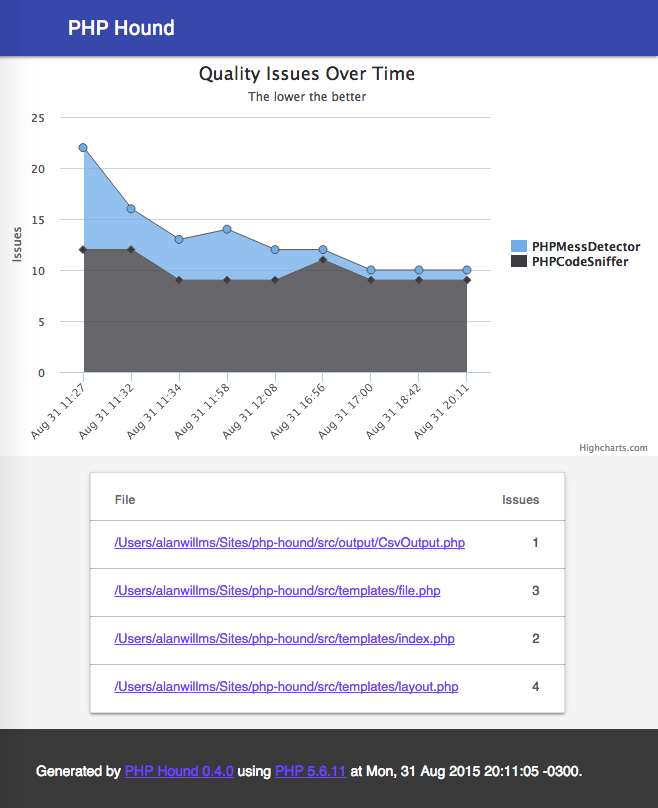 PHP Hound
Quality Issues Over Time
The lower the better
Issues
25
20
15
10
5
0
Aug 31 11:27
Aug 31 11:32
Aug 31 11:34
Aug 31 11:58
Aug 31 12:08
Aug 31 16:56
Aug 31 17:00
Aug 31 18:42
Aug 31 20:11
PHPMessDetector
PHPCodeSniffer
Highcharts.com
File Issues
/Users/alanwillms/Sites/php-hound/src/output/CsvOutput.php 1
/Users/alanwillms/Sites/php-hound/src/templates/file.php 3
/Users/alanwillms/Sites/php-hound/src/templates/index.php 2
/Users/alanwillms/Sites/php-hound/src/templates/layout.php 4
Generated by PHP Hound 0.4.0 using PHP 5.6.11 at Mon, 31 Aug 2015 20:11:05 -0300.